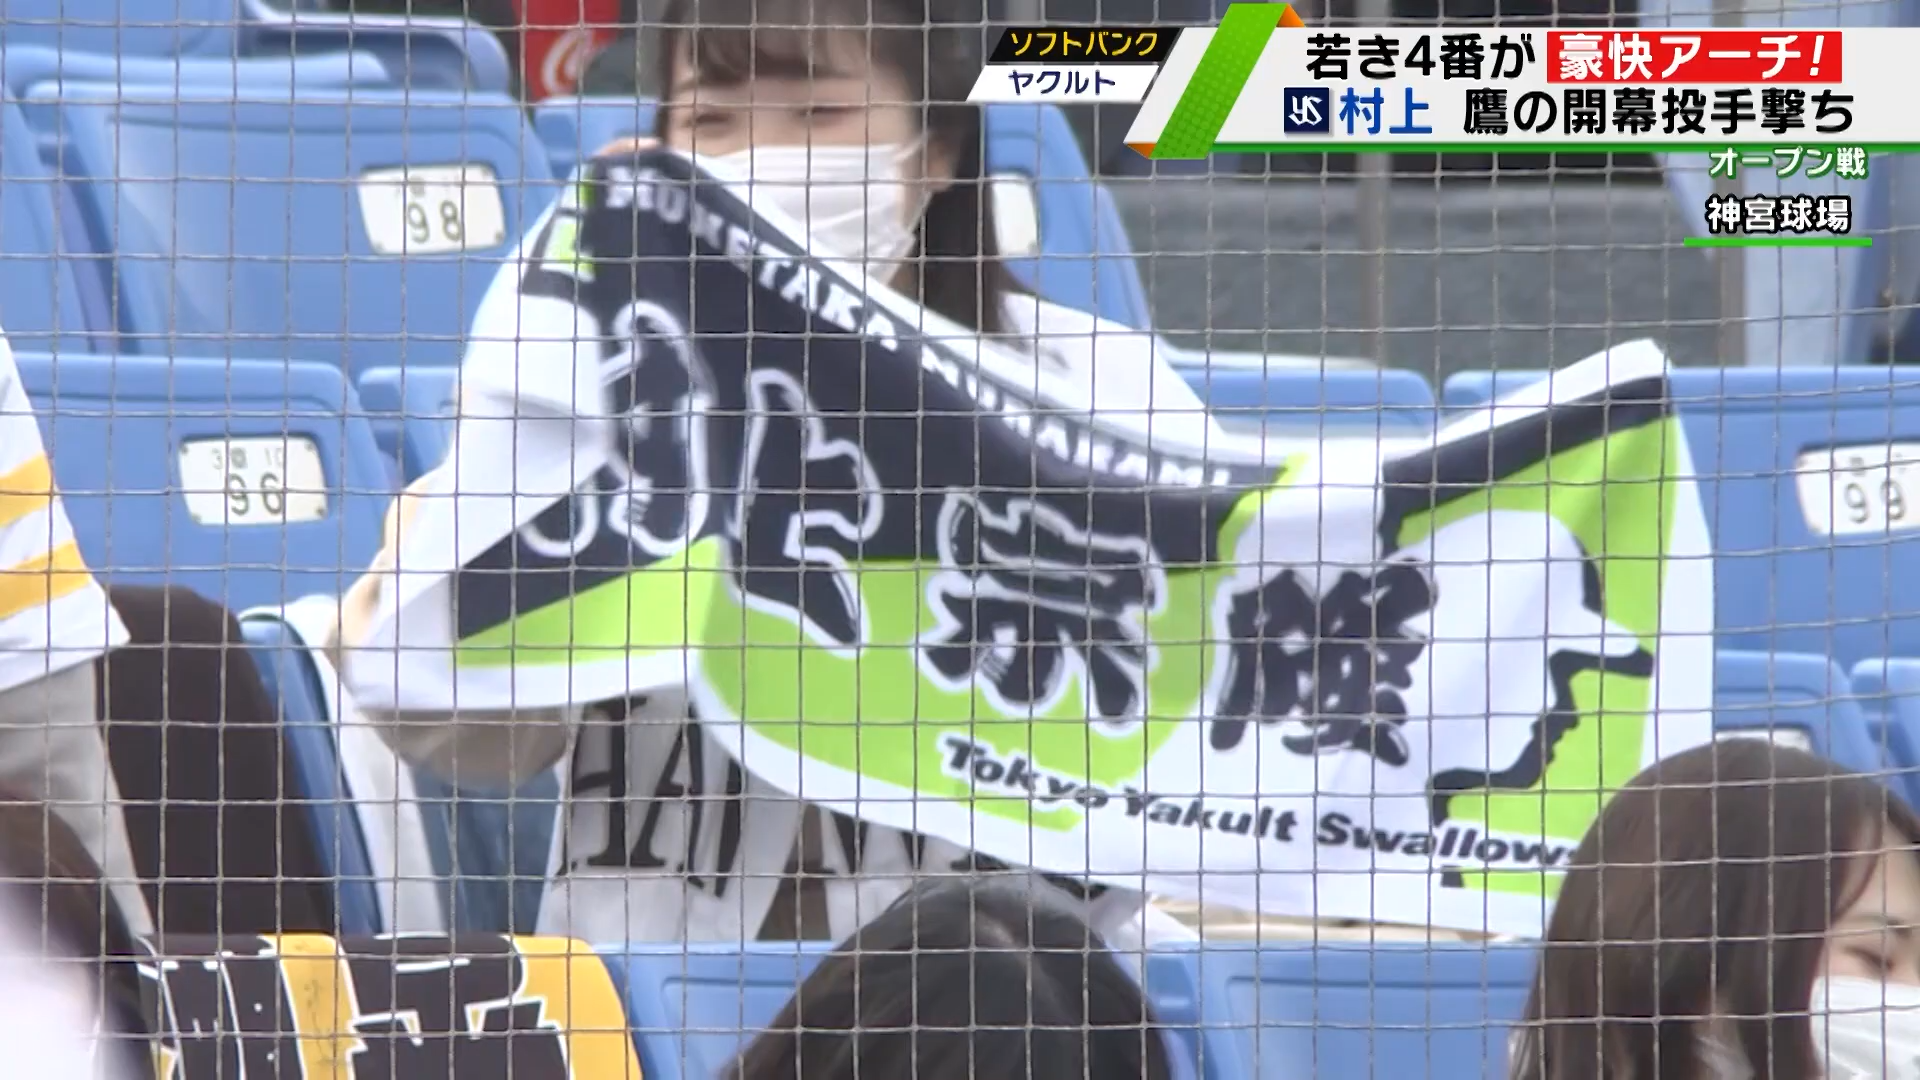 ソフトバンク
ヤクルト
若き4番が 豪快アーチ!
YS 村上 鷹の開幕投手撃ち
オープン戦
神宮球場
98
96
99
MUNETAKA MURAKAMI
村上宗隆
Tokyo Yakult Swallows